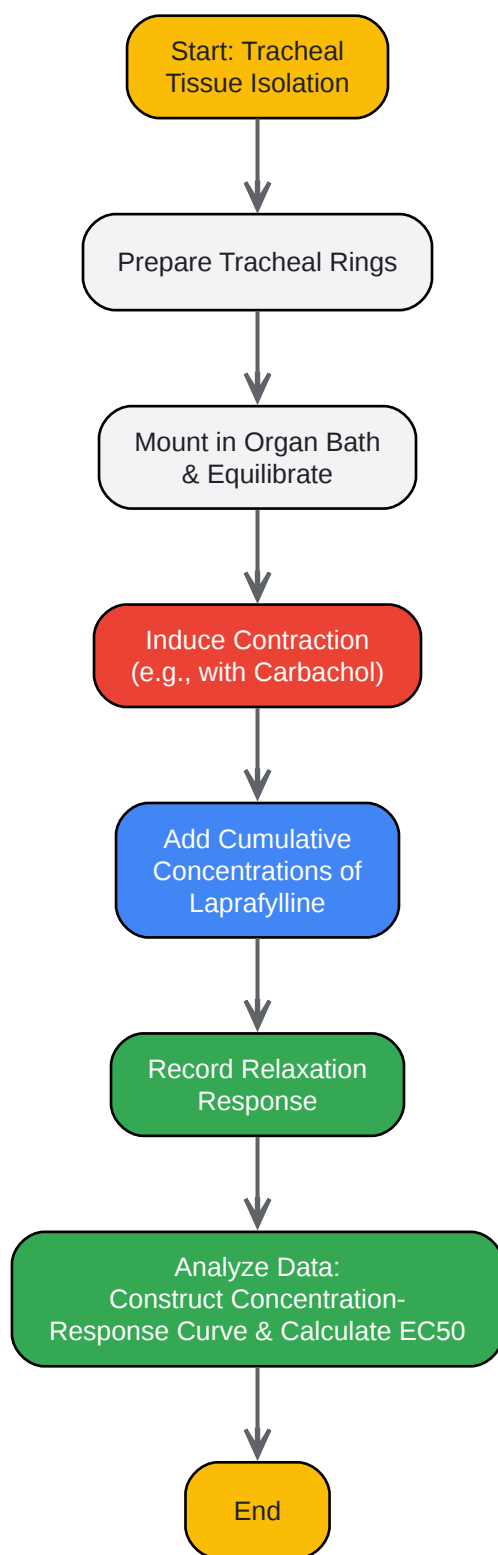 Start: Tracheal
Tissue Isolation
Prepare Tracheal Rings
Mount in Organ Bath
& Equilibrate
Induce Contraction
(e.g., with Carbachol)
Add Cumulative
Concentrations of
Laprafylline
Record Relaxation
Response
Analyze Data:
Construct Concentration-
Response Curve & Calculate EC50
End